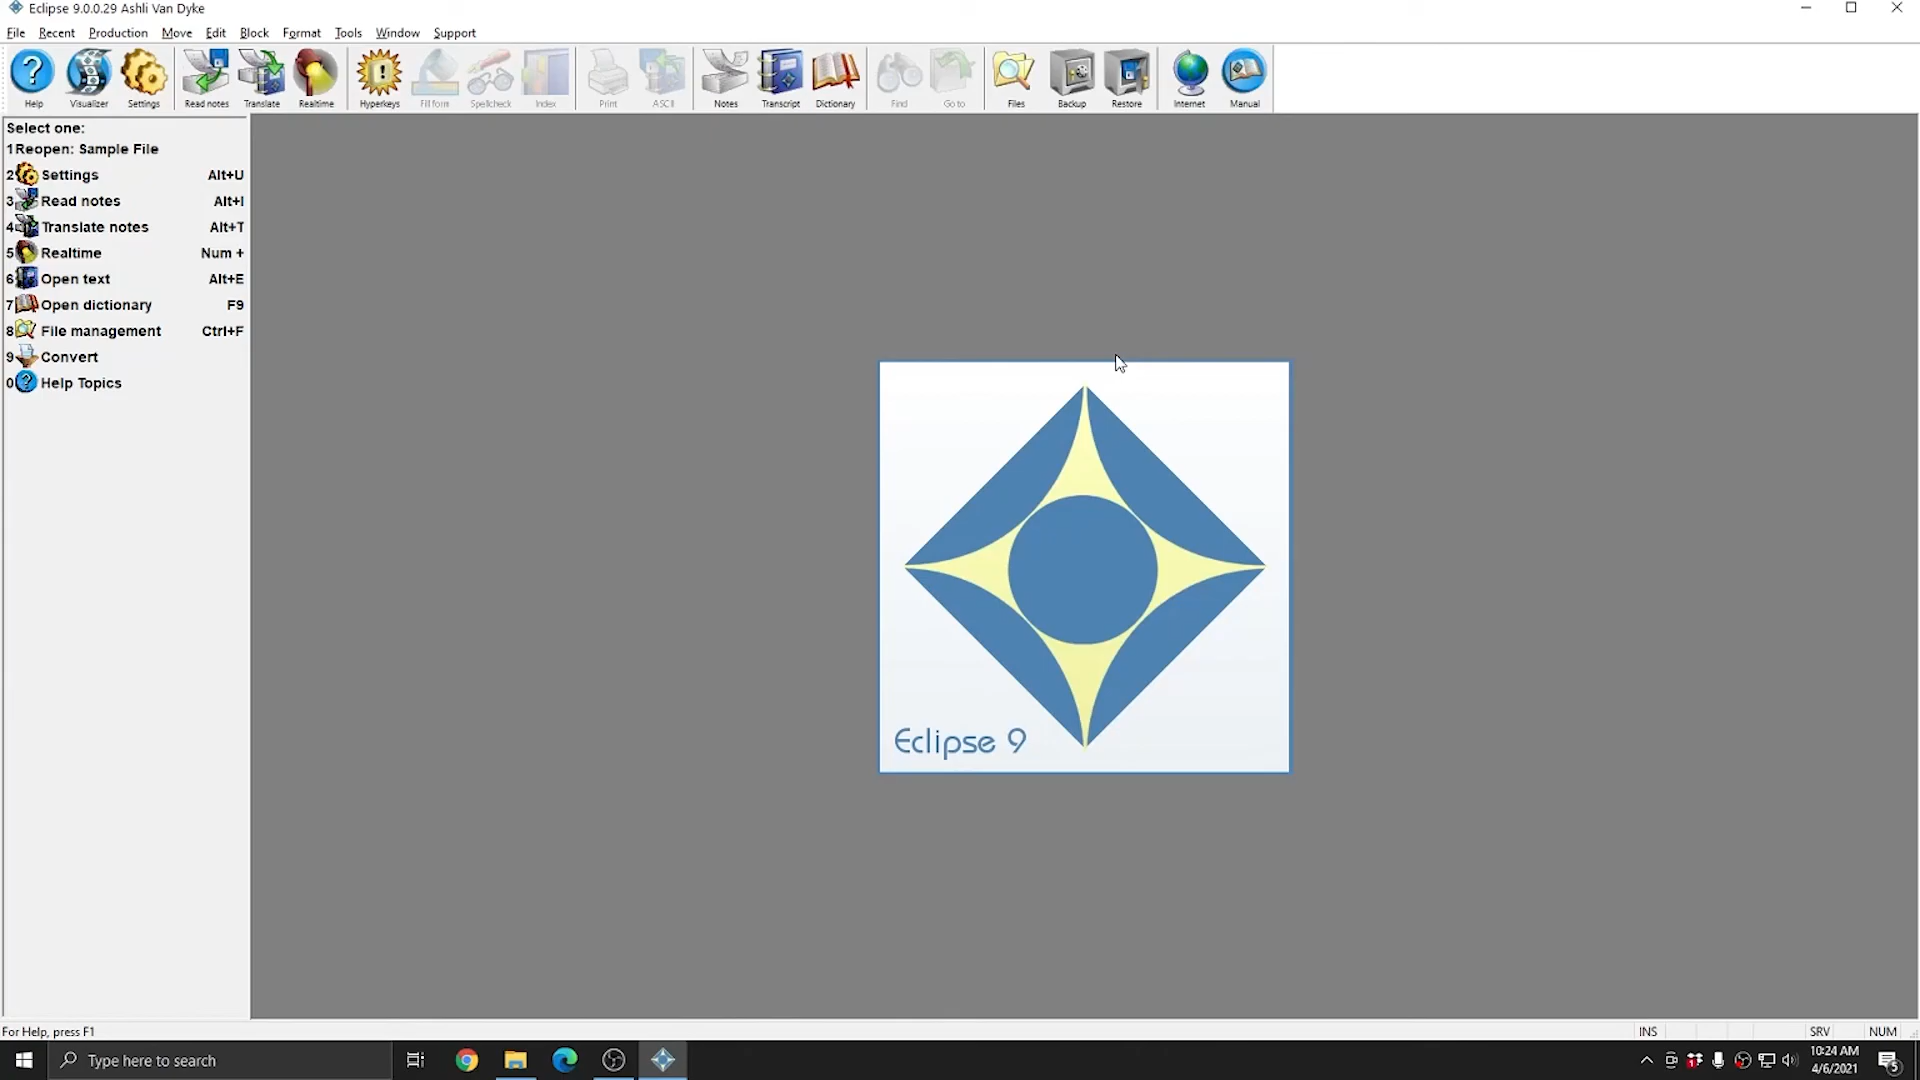 Eclipse 9.0.0.29 Ashli Van Dyke
File Recent Production Move Edit Block Format Tools Window Support
Help Visualizer Settings Read notes Translate Realtime Hyperkeys Fill form Spellcheck Index Print ASCII Notes Transcript Dictionary Find Go to Files Backup Restore Internet Manual
Select one:
1Reopen: Sample File
2 Settings Alt+U
3 Read notes Alt+I
4 Translate notes Alt+T
5 Realtime Num +
6 Open text Alt+E
7 Open dictionary F9
8 File management Ctrl+F
9 Convert
0 Help Topics
Eclipse 9
For Help, press F1
INS SRV NUM
Type here to search
10:24 AM
4/6/2021
5